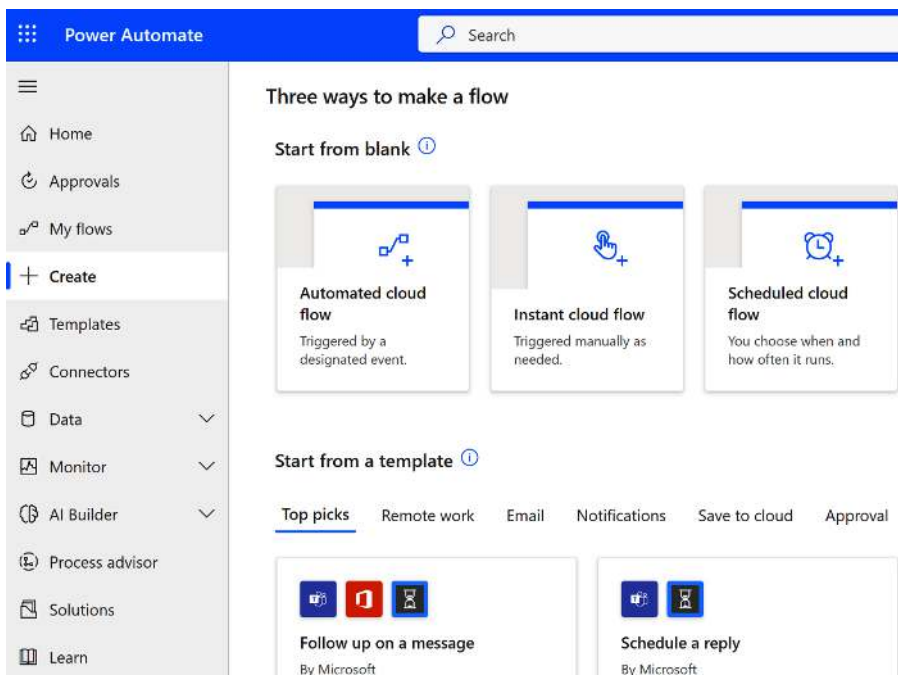 Power Automate
Search
Home
Approvals
My flows
Create
Templates
Connectors
Data
Monitor
AI Builder
Process advisor
Solutions
Learn
Three ways to make a flow
Start from blank
Automated cloud
flow
Triggered by a
designated event.
Instant cloud flow
Triggered manually as
needed.
Scheduled cloud
flow
You choose when and
how often it runs.
Start from a template
Top picks Remote work Email Notifications Save to cloud Approval
Follow up on a message
By Microsoft
Schedule a reply
By Microsoft